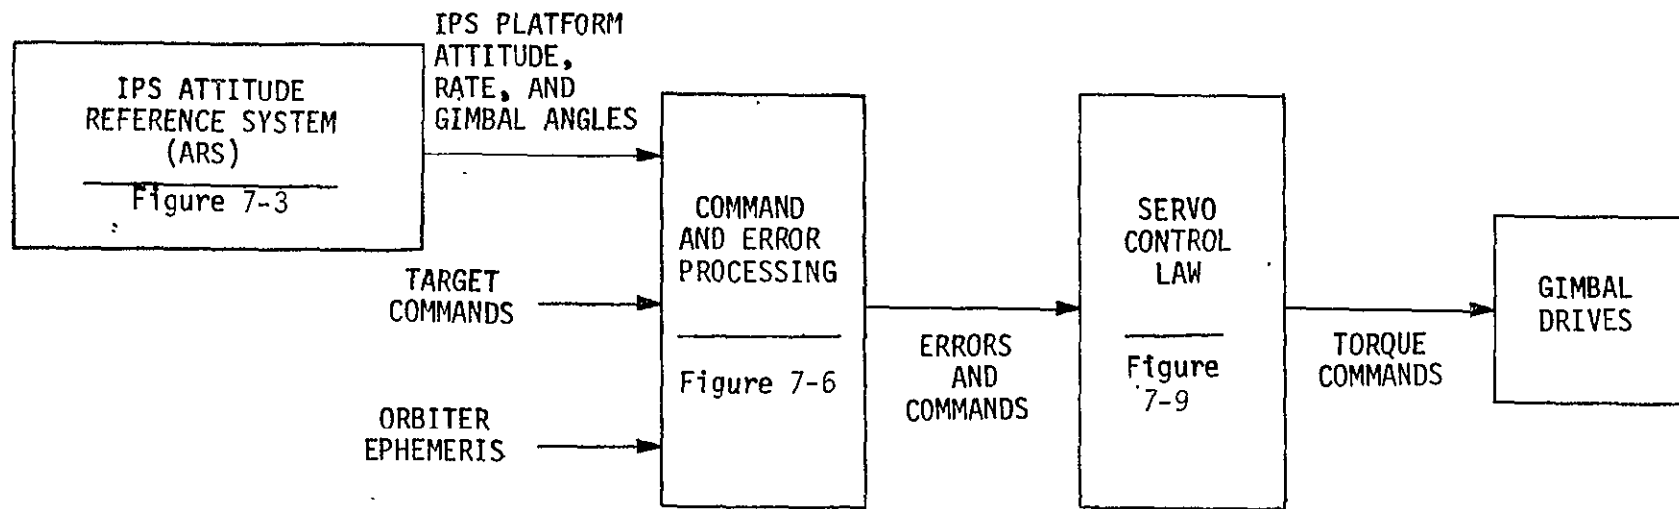 IPS ATTITUDE
REFERENCE SYSTEM
(ARS)
Figure 7-3
IPS PLATFORM
ATTITUDE,
RATE, AND
GIMBAL ANGLES
TARGET
COMMANDS
ORBITER
EPHEMERIS
COMMAND
AND ERROR
PROCESSING
Figure 7-6
ERRORS
AND
COMMANDS
SERVO
CONTROL
LAW
Figure
7-9
TORQUE
COMMANDS
GIMBAL
DRIVES